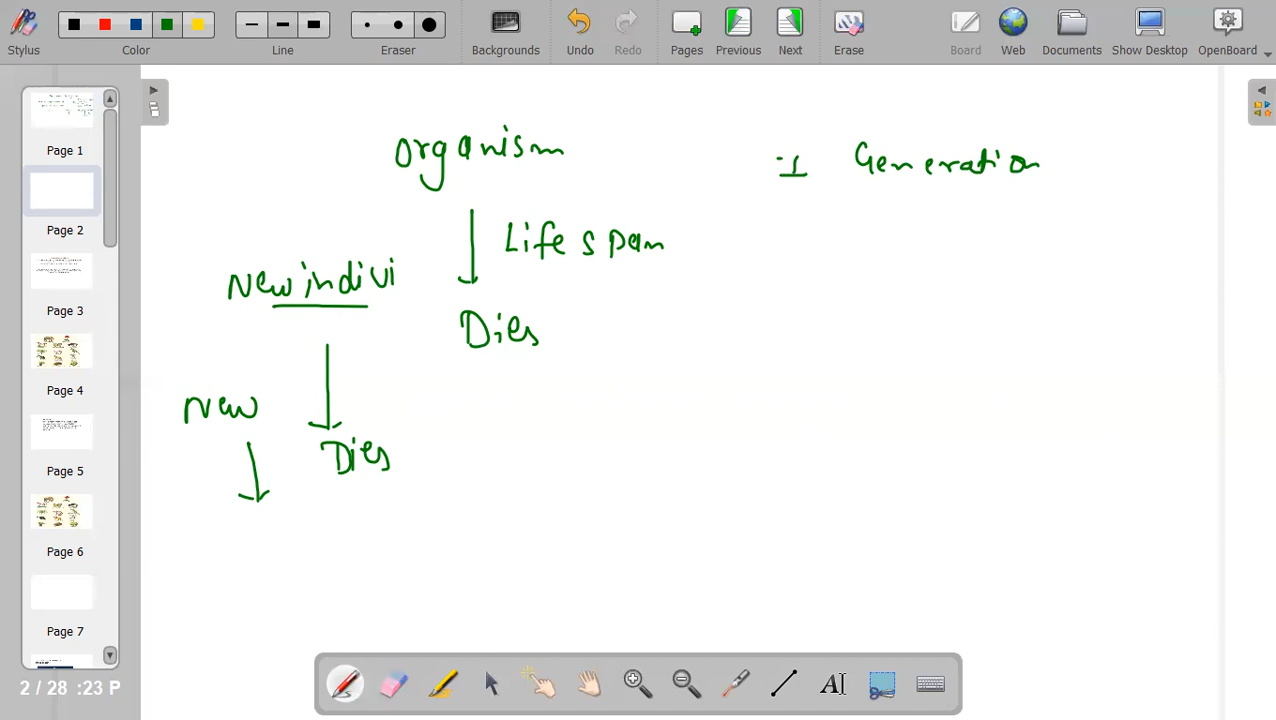 Stylus
Color
Line
Eraser
Backgrounds
Undo
Redo
Pages
Previous
Next
Erase
Board
Web
Documents
Show Desktop
OpenBoard
Page 1
Page 2
Page 3
Page 4
Page 5
Page 6
Page 7
2 / 28 :23 P
Organism
I Generation
Life span
New indivi
Dies
New
Dies